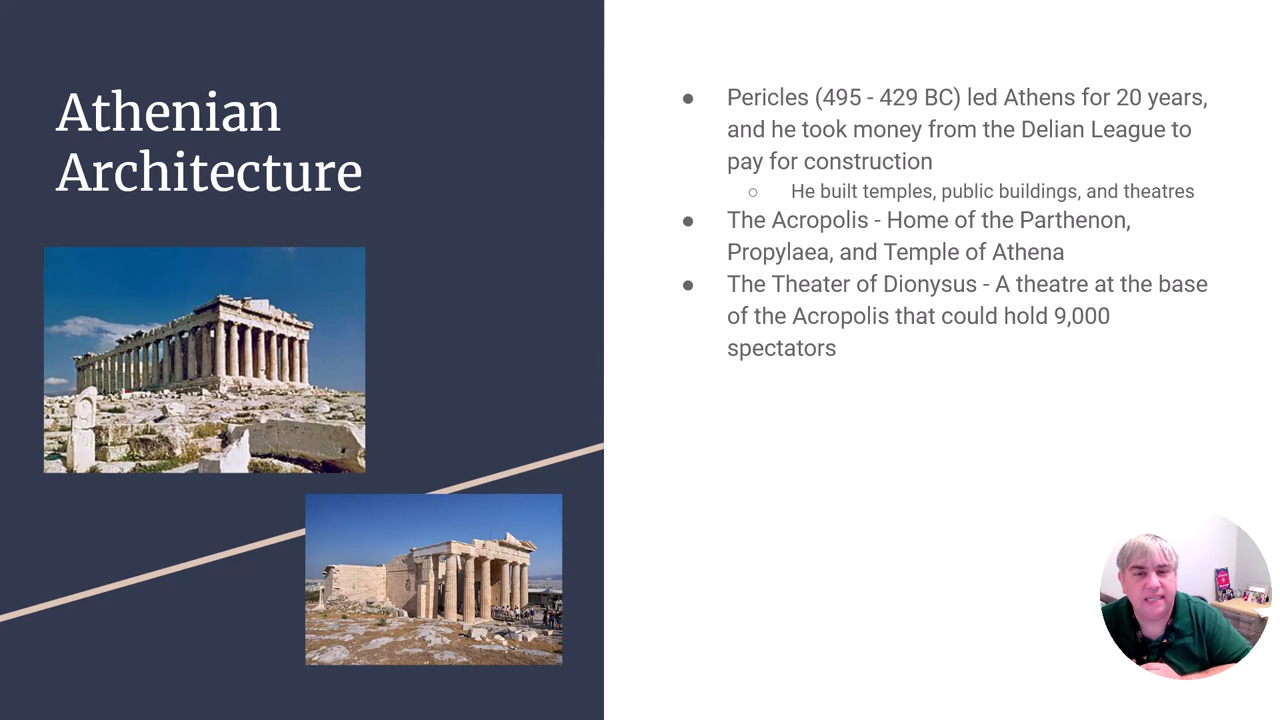 Athenian
Architecture
● Pericles (495 - 429 BC) led Athens for 20 years,
and he took money from the Delian League to
pay for construction
○ He built temples, public buildings, and theatres
● The Acropolis - Home of the Parthenon,
Propylaea, and Temple of Athena
● The Theater of Dionysus - A theatre at the base
of the Acropolis that could hold 9,000
spectators